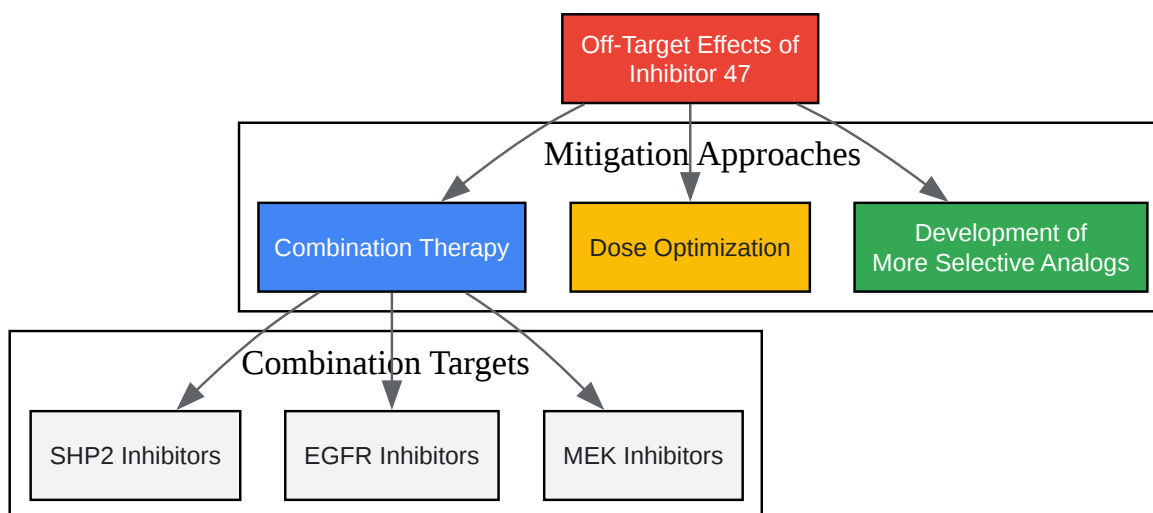 Off-Target Effects of
Inhibitor 47
Mitigation Approaches
Combination Therapy
Dose Optimization
Development of
More Selective Analogs
Combination Targets
SHP2 Inhibitors
EGFR Inhibitors
MEK Inhibitors